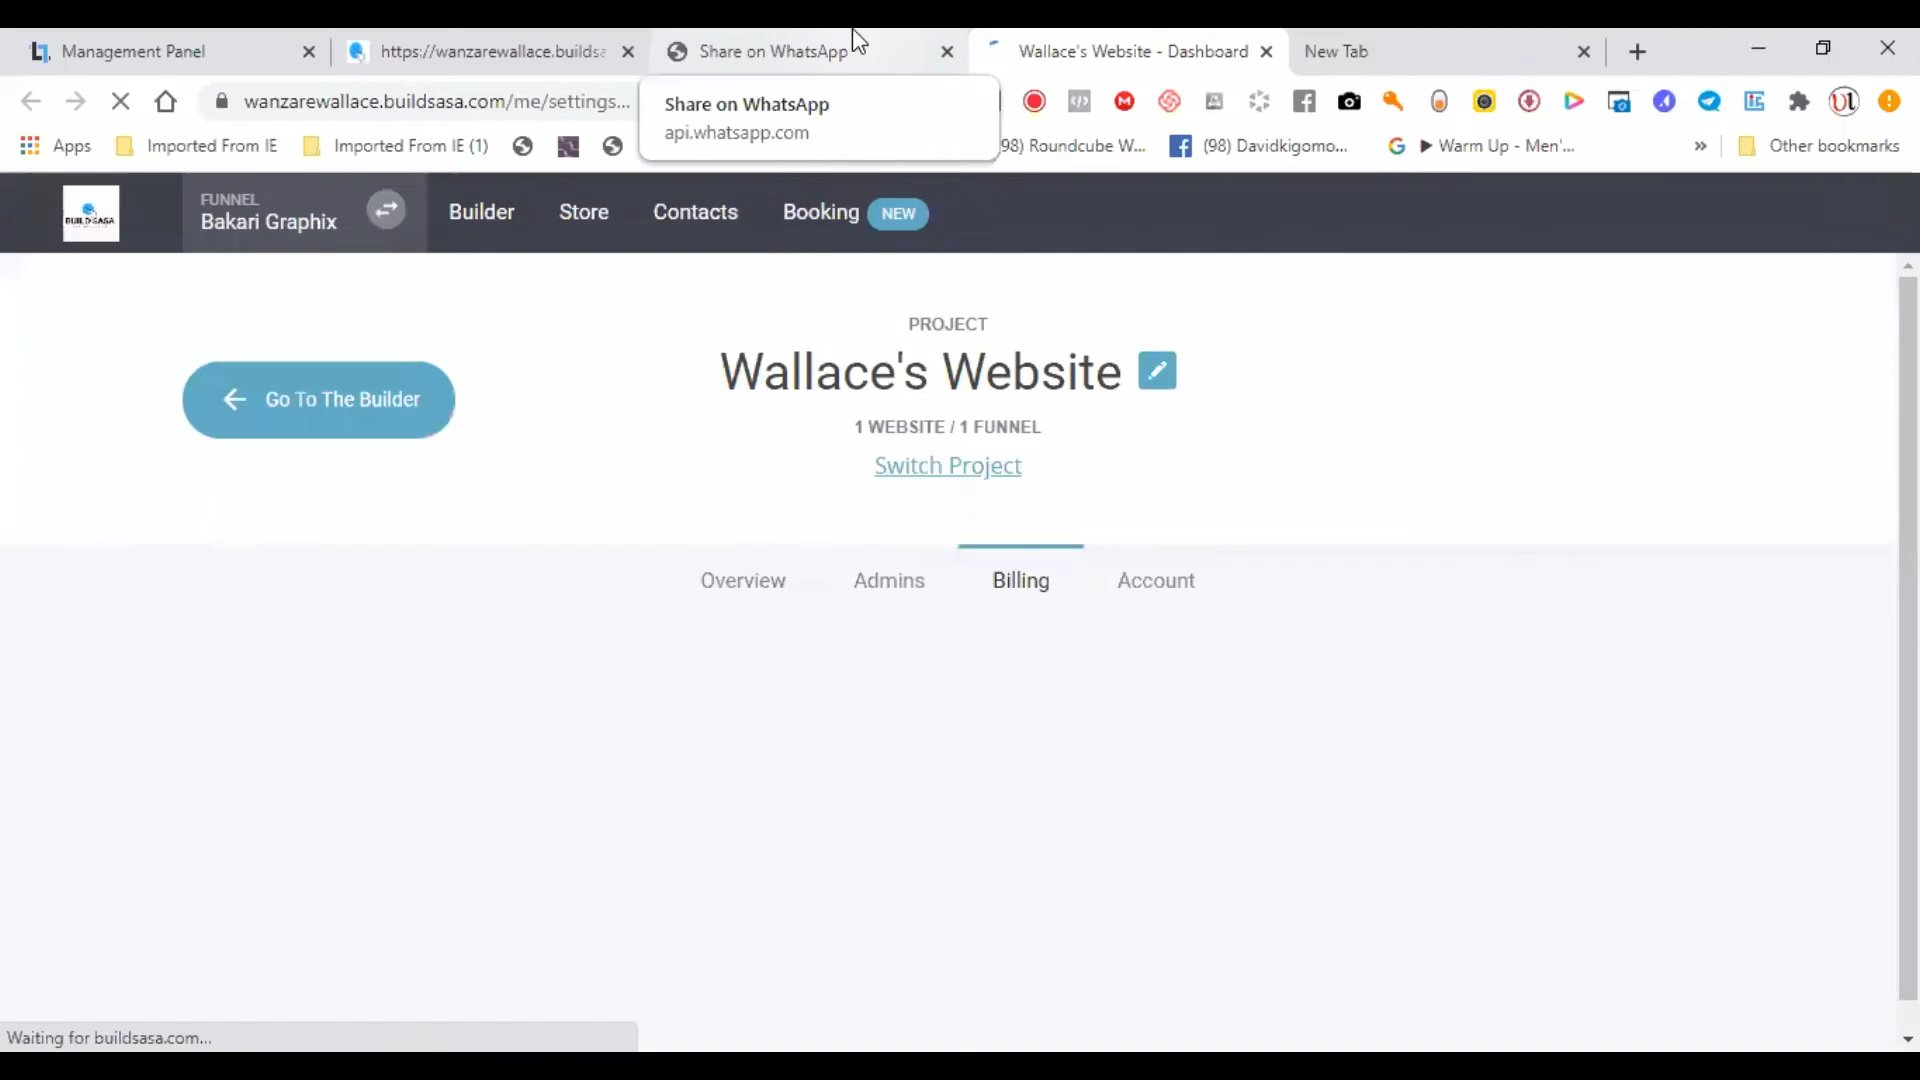 Management Panel
https://wanzarewallace.buildsa
Share on WhatsApp
Wallace's Website - Dashboard
New Tab
wanzarewallace.buildsasa.com/me/settings...
Share on WhatsApp
api.whatsapp.com
Apps
Imported From IE
Imported From IE (1)
98) Roundcube W...
(98) Davidkigomo...
Warm Up - Men'...
Other bookmarks
BUILDSASA
FUNNEL
Bakari Graphix
Builder
Store
Contacts
Booking
NEW
PROJECT
Wallace's Website
Go To The Builder
1 WEBSITE / 1 FUNNEL
Switch Project
Overview
Admins
Billing
Account
Waiting for buildsasa.com...